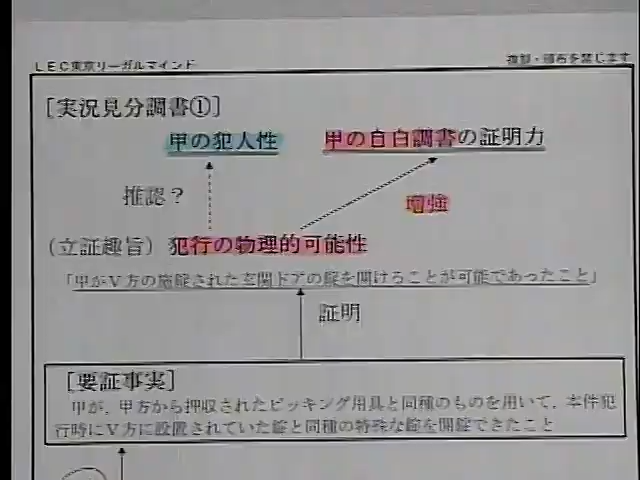 LEC東京リーガルマインド
複製・頒布を禁じます
[実況見分調書①]
甲の犯人性
甲の自白調書の証明力
推認？
増強
(立証趣旨) 犯行の物理的可能性
「甲がV方の施錠された玄関ドアの錠を開けることが可能であったこと」
証明
[要証事実]
甲が、甲方から押収されたピッキング用具と同種のものを用いて、本件犯
行時にV方に設置されていた錠と同種の特殊な錠を開錠できたこと